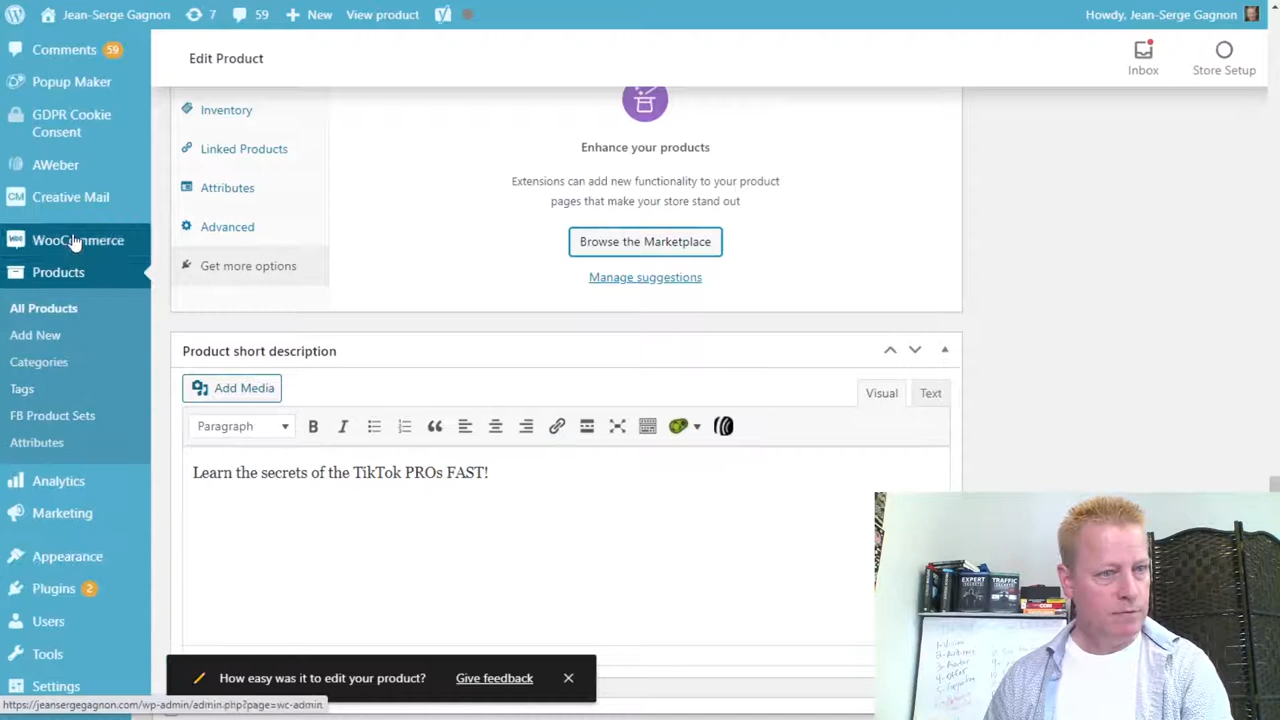 Jean-Serge Gagnon
7
59
New
View product
Howdy, Jean-Serge Gagnon
Comments 59
Popup Maker
GDPR Cookie
Consent
AWeber
CM
Creative Mail
WooCommerce
Products
All Products
Add New
Categories
Tags
FB Product Sets
Attributes
Analytics
Marketing
Appearance
Plugins 2
Users
Tools
Settings
Edit Product
Inbox
Store Setup
Inventory
Linked Products
Attributes
Advanced
Get more options
Enhance your products
Extensions can add new functionality to your product
pages that make your store stand out
Browse the Marketplace
Manage suggestions
Product short description
Add Media
Visual
Text
Paragraph
B
I
Learn the secrets of the TikTok PROs FAST!
How easy was it to edit your product?
Give feedback
https://jeansergegagnon.com/wp-admin/admin.php?page=wc-admin
EXPERT
SECRETS
TRAFFIC
SECRETS